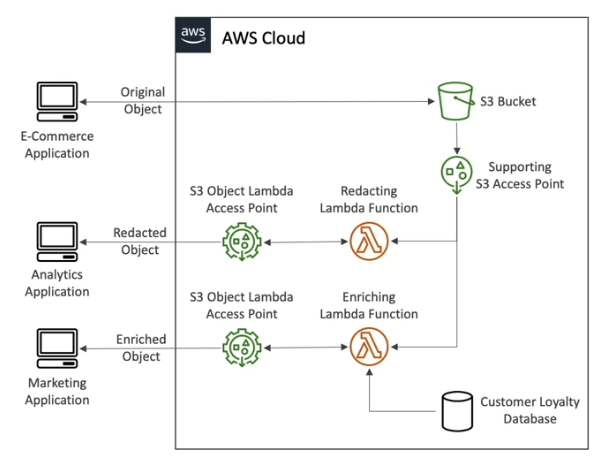 aws
AWS Cloud
Original
Object
S3 Bucket
E-Commerce
Application
Supporting
S3 Access Point
S3 Object Lambda
Access Point
Redacting
Lambda Function
Redacted
Object
Analytics
Application
S3 Object Lambda
Access Point
Enriching
Lambda Function
Enriched
Object
Marketing
Application
Customer Loyalty
Database